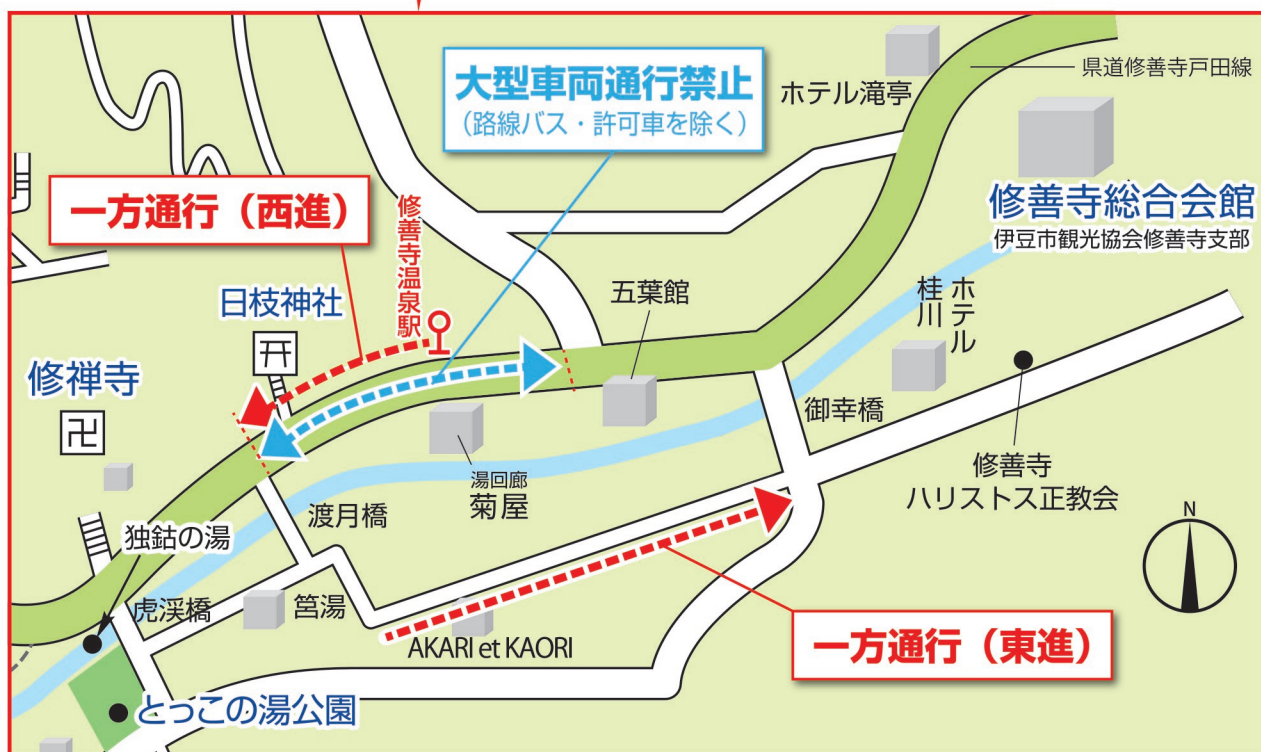 県道修善寺戸田線
大型車両通行禁止
(路線バス・許可車を除く)
ホテル滝亭
修善寺総合会館
伊豆市観光協会修善寺支部
一方通行(西進)
修善寺温泉駅
日枝神社
五葉館
ホテル
桂川
修禅寺
卍
御幸橋
湯回廊
菊屋
修善寺
ハリストス正教会
渡月橋
独鈷の湯
N
虎渓橋
筥湯
AKARI et KAORI
一方通行(東進)
とっこの湯公園